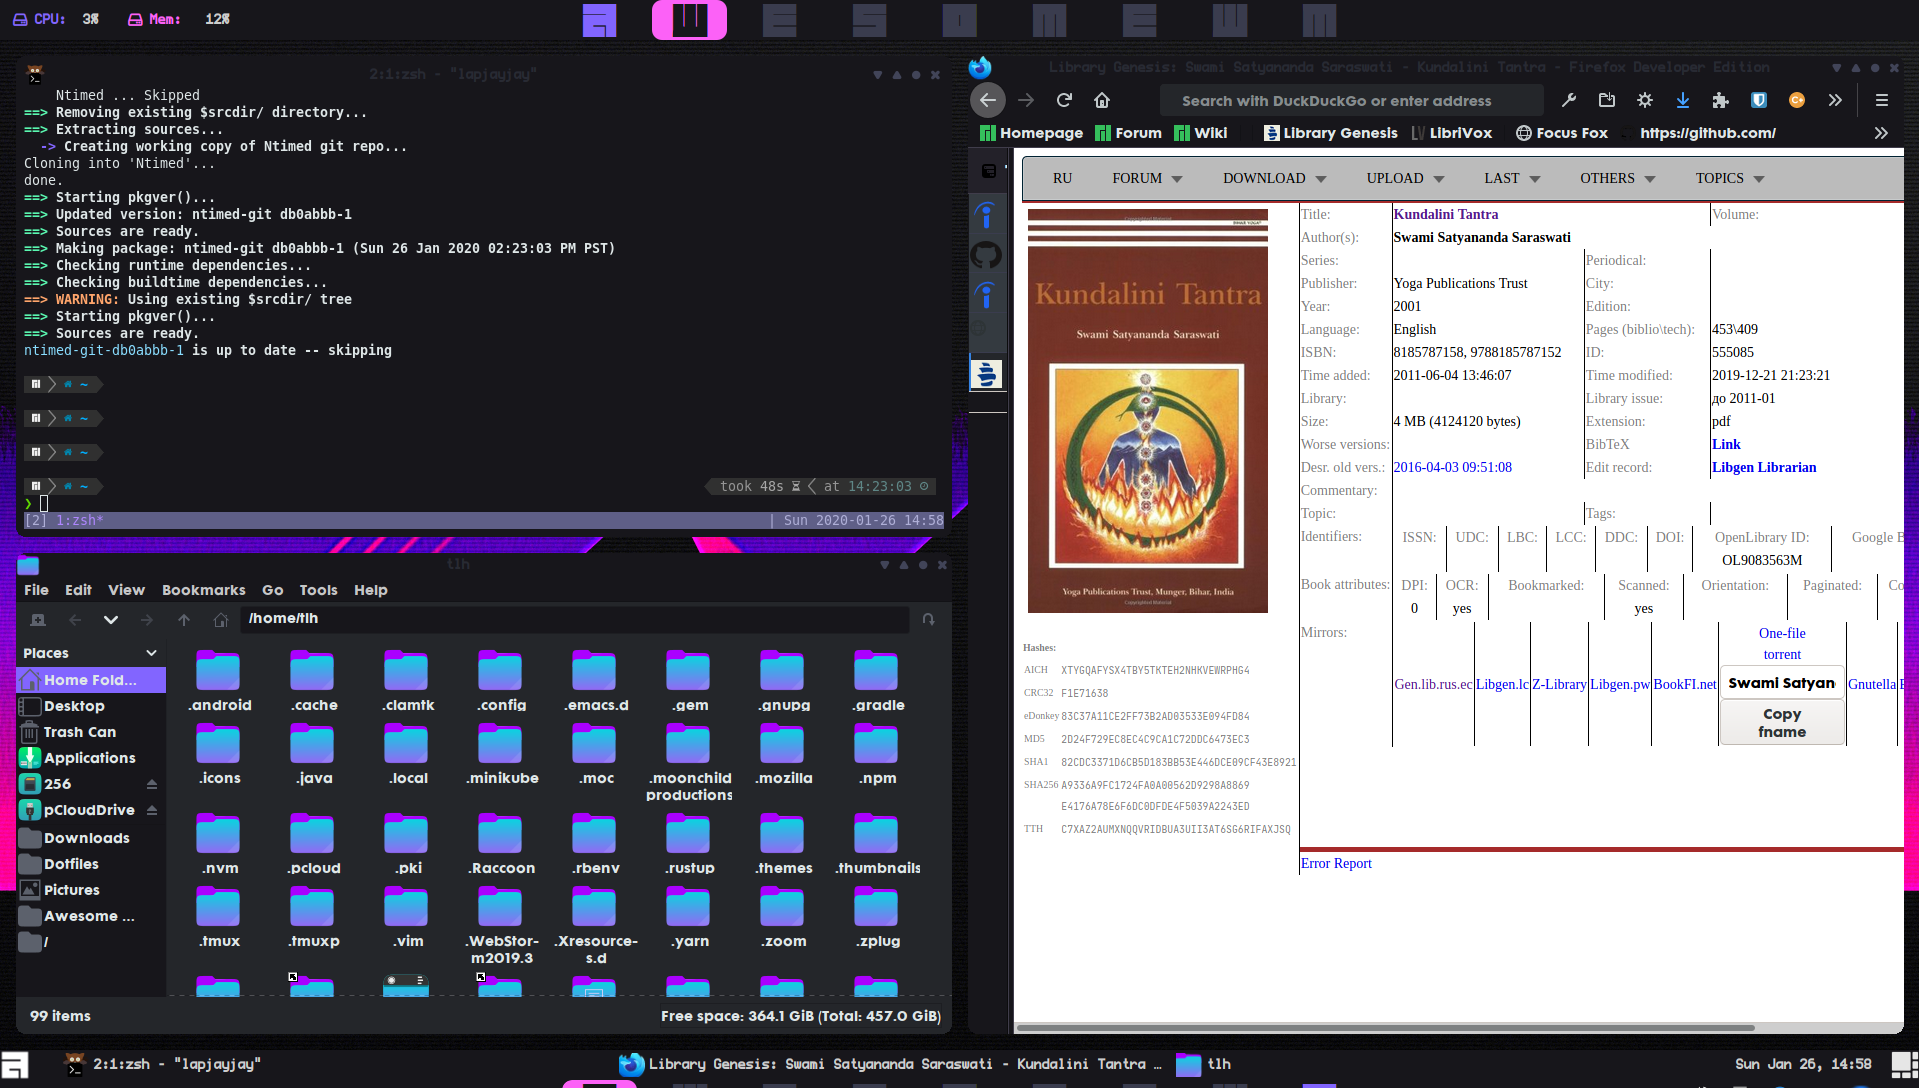 CPU: 3% Mem: 12%
A W E S O M E W M
2:1:zsh - "lapjayjay"
Ntimed ... Skipped
==> Removing existing $srcdir/ directory...
==> Extracting sources...
-> Creating working copy of Ntimed git repo...
Cloning into 'Ntimed'...
done.
==> Starting pkgver()...
==> Updated version: ntimed-git db0abbb-1
==> Sources are ready.
==> Making package: ntimed-git db0abbb-1 (Sun 26 Jan 2020 02:23:03 PM PST)
==> Checking runtime dependencies...
==> Checking buildtime dependencies...
==> WARNING: Using existing $srcdir/ tree
==> Starting pkgver()...
==> Sources are ready.
ntimed-git-db0abbb-1 is up to date -- skipping
~
~
~
~ took 48s at 14:23:03
❯
[2] 1:zsh* | Sun 2020-01-26 14:58
tlh
File Edit View Bookmarks Go Tools Help
/home/tlh
Places
Home Fold...
Desktop
Trash Can
Applications
256
pCloudDrive
Downloads
Dotfiles
Pictures
Awesome ...
/
.android .cache .clamtk .config .emacs.d .gem .gnupg .gradle
.icons .java .local .minikube .moc .moonchild productions .mozilla .npm
.nvm .pcloud .pki .Raccoon .rbenv .rustup .themes .thumbnails
.tmux .tmuxp .vim .WebStor-m2019.3 .Xresource-s.d .yarn .zoom .zplug
99 items Free space: 364.1 GiB (Total: 457.0 GiB)
Library Genesis: Swami Satyananda Saraswati - Kundalini Tantra - Firefox Developer Edition
Search with DuckDuckGo or enter address
Homepage Forum Wiki Library Genesis LibriVox Focus Fox https://github.com/
RU FORUM DOWNLOAD UPLOAD LAST OTHERS TOPICS
Kundalini Tantra
Swami Satyananda Saraswati
Yoga Publications Trust, Munger, Bihar, India
Copyrighted Material
Hashes:
AICH XTYGQAFYSX4TBY5TKTEH2NHKVEWRPHG4
CRC32 F1E71638
eDonkey 83C37A11CE2FF73B2AD03533E094FD84
MD5 2D24F729EC8EC4C9CA1C72DDC6473EC3
SHA1 82CDC3371D6CB5D183BB53E446DCE09CF43E8921
SHA256 A9336A9FC1724FA0A00562D9298A8869
E4176A78E6F6DC0DFDE4F5039A2243ED
TTH C7XAZ2AUMXNQQVRIDBUA3UII3AT6SG6RIFAXJSQ
Title: Kundalini Tantra Volume:
Author(s): Swami Satyananda Saraswati
Series: Periodical:
Publisher: Yoga Publications Trust City:
Year: 2001 Edition:
Language: English Pages (biblio\tech): 453\409
ISBN: 8185787158, 9788185787152 ID: 555085
Time added: 2011-06-04 13:46:07 Time modified: 2019-12-21 21:23:21
Library: Library issue: до 2011-01
Size: 4 MB (4124120 bytes) Extension: pdf
Worse versions: BibTeX Link
Desr. old vers.: 2016-04-03 09:51:08 Edit record: Libgen Librarian
Commentary:
Topic: Tags:
Identifiers: ISSN: UDC: LBC: LCC: DDC: DOI: OpenLibrary ID: Google B
OL9083563M
Book attributes: DPI: OCR: Bookmarked: Scanned: Orientation: Paginated: Co
0 yes yes
Mirrors:
Gen.lib.rus.ec Libgen.lc Z-Library Libgen.pw BookFI.net One-file torrent Gnutella E
Swami Satyan
Copy fname
Error Report
2:1:zsh - "lapjayjay" Library Genesis: Swami Satyananda Saraswati - Kundalini Tantra … tlh Sun Jan 26, 14:58